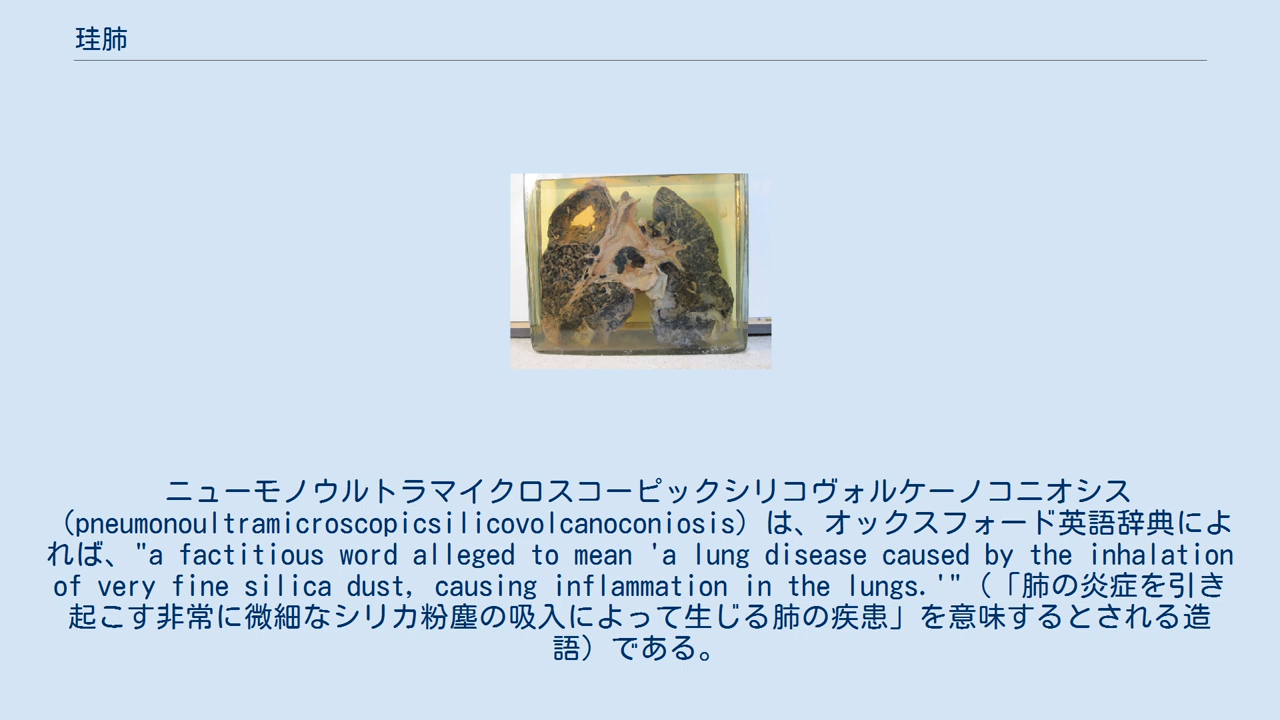 珪肺
ニューモノウルトラマイクロスコーピックシリコヴォルケーノコニオシス
（pneumonoultramicroscopicsilicovolcanoconiosis）は、オックスフォード英語辞典によ
れば、"a factitious word alleged to mean 'a lung disease caused by the inhalation
of very fine silica dust, causing inflammation in the lungs.'"（「肺の炎症を引き
起こす非常に微細なシリカ粉塵の吸入によって生じる肺の疾患」を意味するとされる造
語）である。